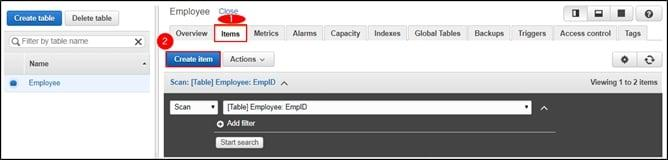 Create table Delete table
Filter by table name
Name
Employee
Employee Close
1
Overview Items Metrics Alarms Capacity Indexes Global Tables Backups Triggers Access control Tags
2
Create item Actions
Scan: [Table] Employee: EmpID Viewing 1 to 2 items
Scan [Table] Employee: EmpID
Add filter
Start search